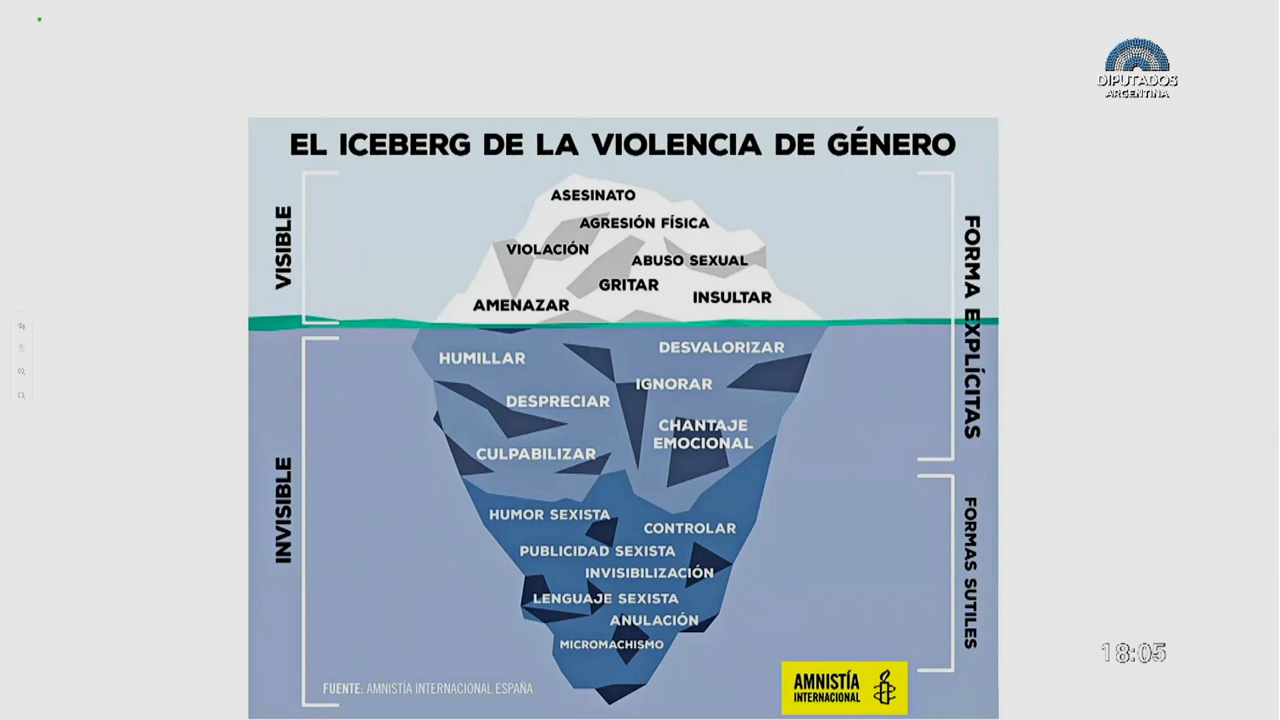 DIPUTADOS
ARGENTINA
EL ICEBERG DE LA VIOLENCIA DE GÉNERO
VISIBLE
ASESINATO
AGRESIÓN FÍSICA
VIOLACIÓN
ABUSO SEXUAL
GRITAR
INSULTAR
AMENAZAR
FORMA EXPLÍCITAS
HUMILLAR
DESVALORIZAR
IGNORAR
DESPRECIAR
CHANTAJE
EMOCIONAL
CULPABILIZAR
INVISIBLE
HUMOR SEXISTA
CONTROLAR
PUBLICIDAD SEXISTA
INVISIBILIZACIÓN
LENGUAJE SEXISTA
ANULACIÓN
MICROMACHISMO
FORMAS SUTILES
18:05
FUENTE: AMNISTÍA INTERNACIONAL ESPAÑA
AMNISTÍA
INTERNACIONAL